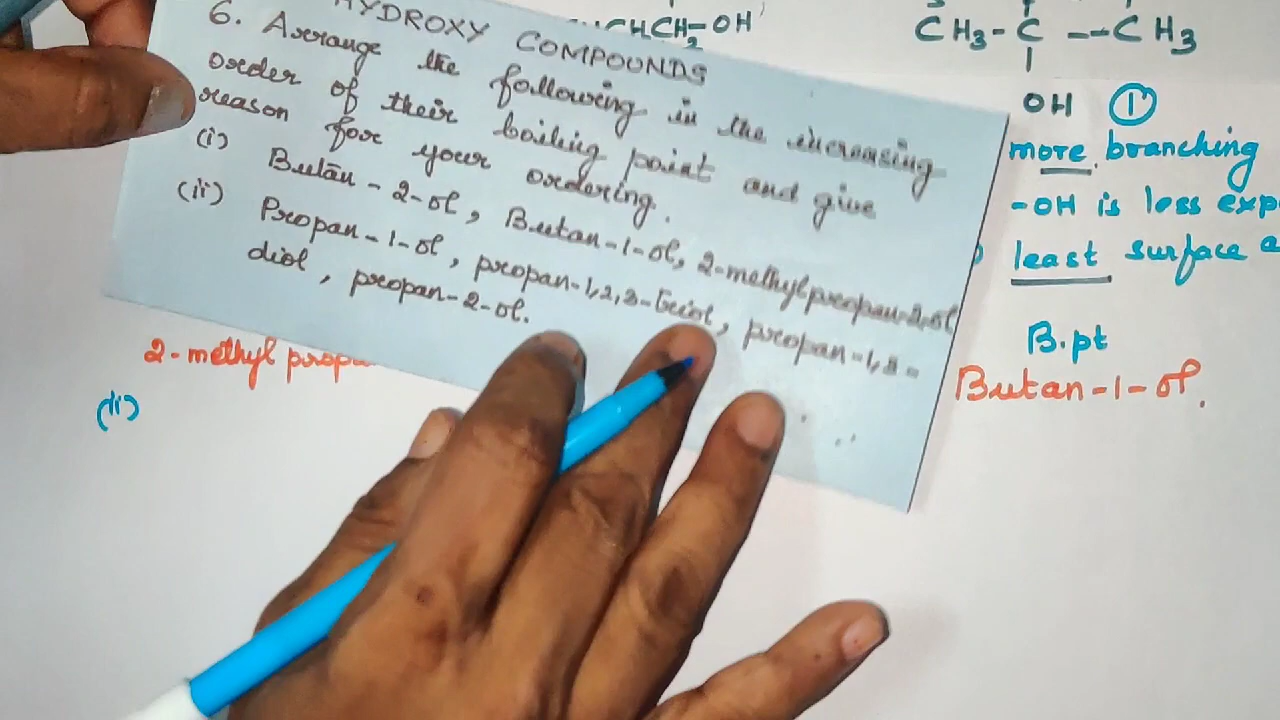 HYDROXY COMPOUNDS
6. Arrange the following in the increasing
order of their boiling point and give
reason for your ordering.
(i) Butan-2-ol, Butan-1-ol, 2-methylpropan-2-ol
(ii) Propan-1-ol, propan-1,2,3-triol, propan-1,3-
diol, propan-2-ol.
CHCH2-OH
CH3-C--CH3
OH ①
more branching
-OH is less exp
least surface a
B.pt
2-methyl propa
Butan-1-ol.
(ii)